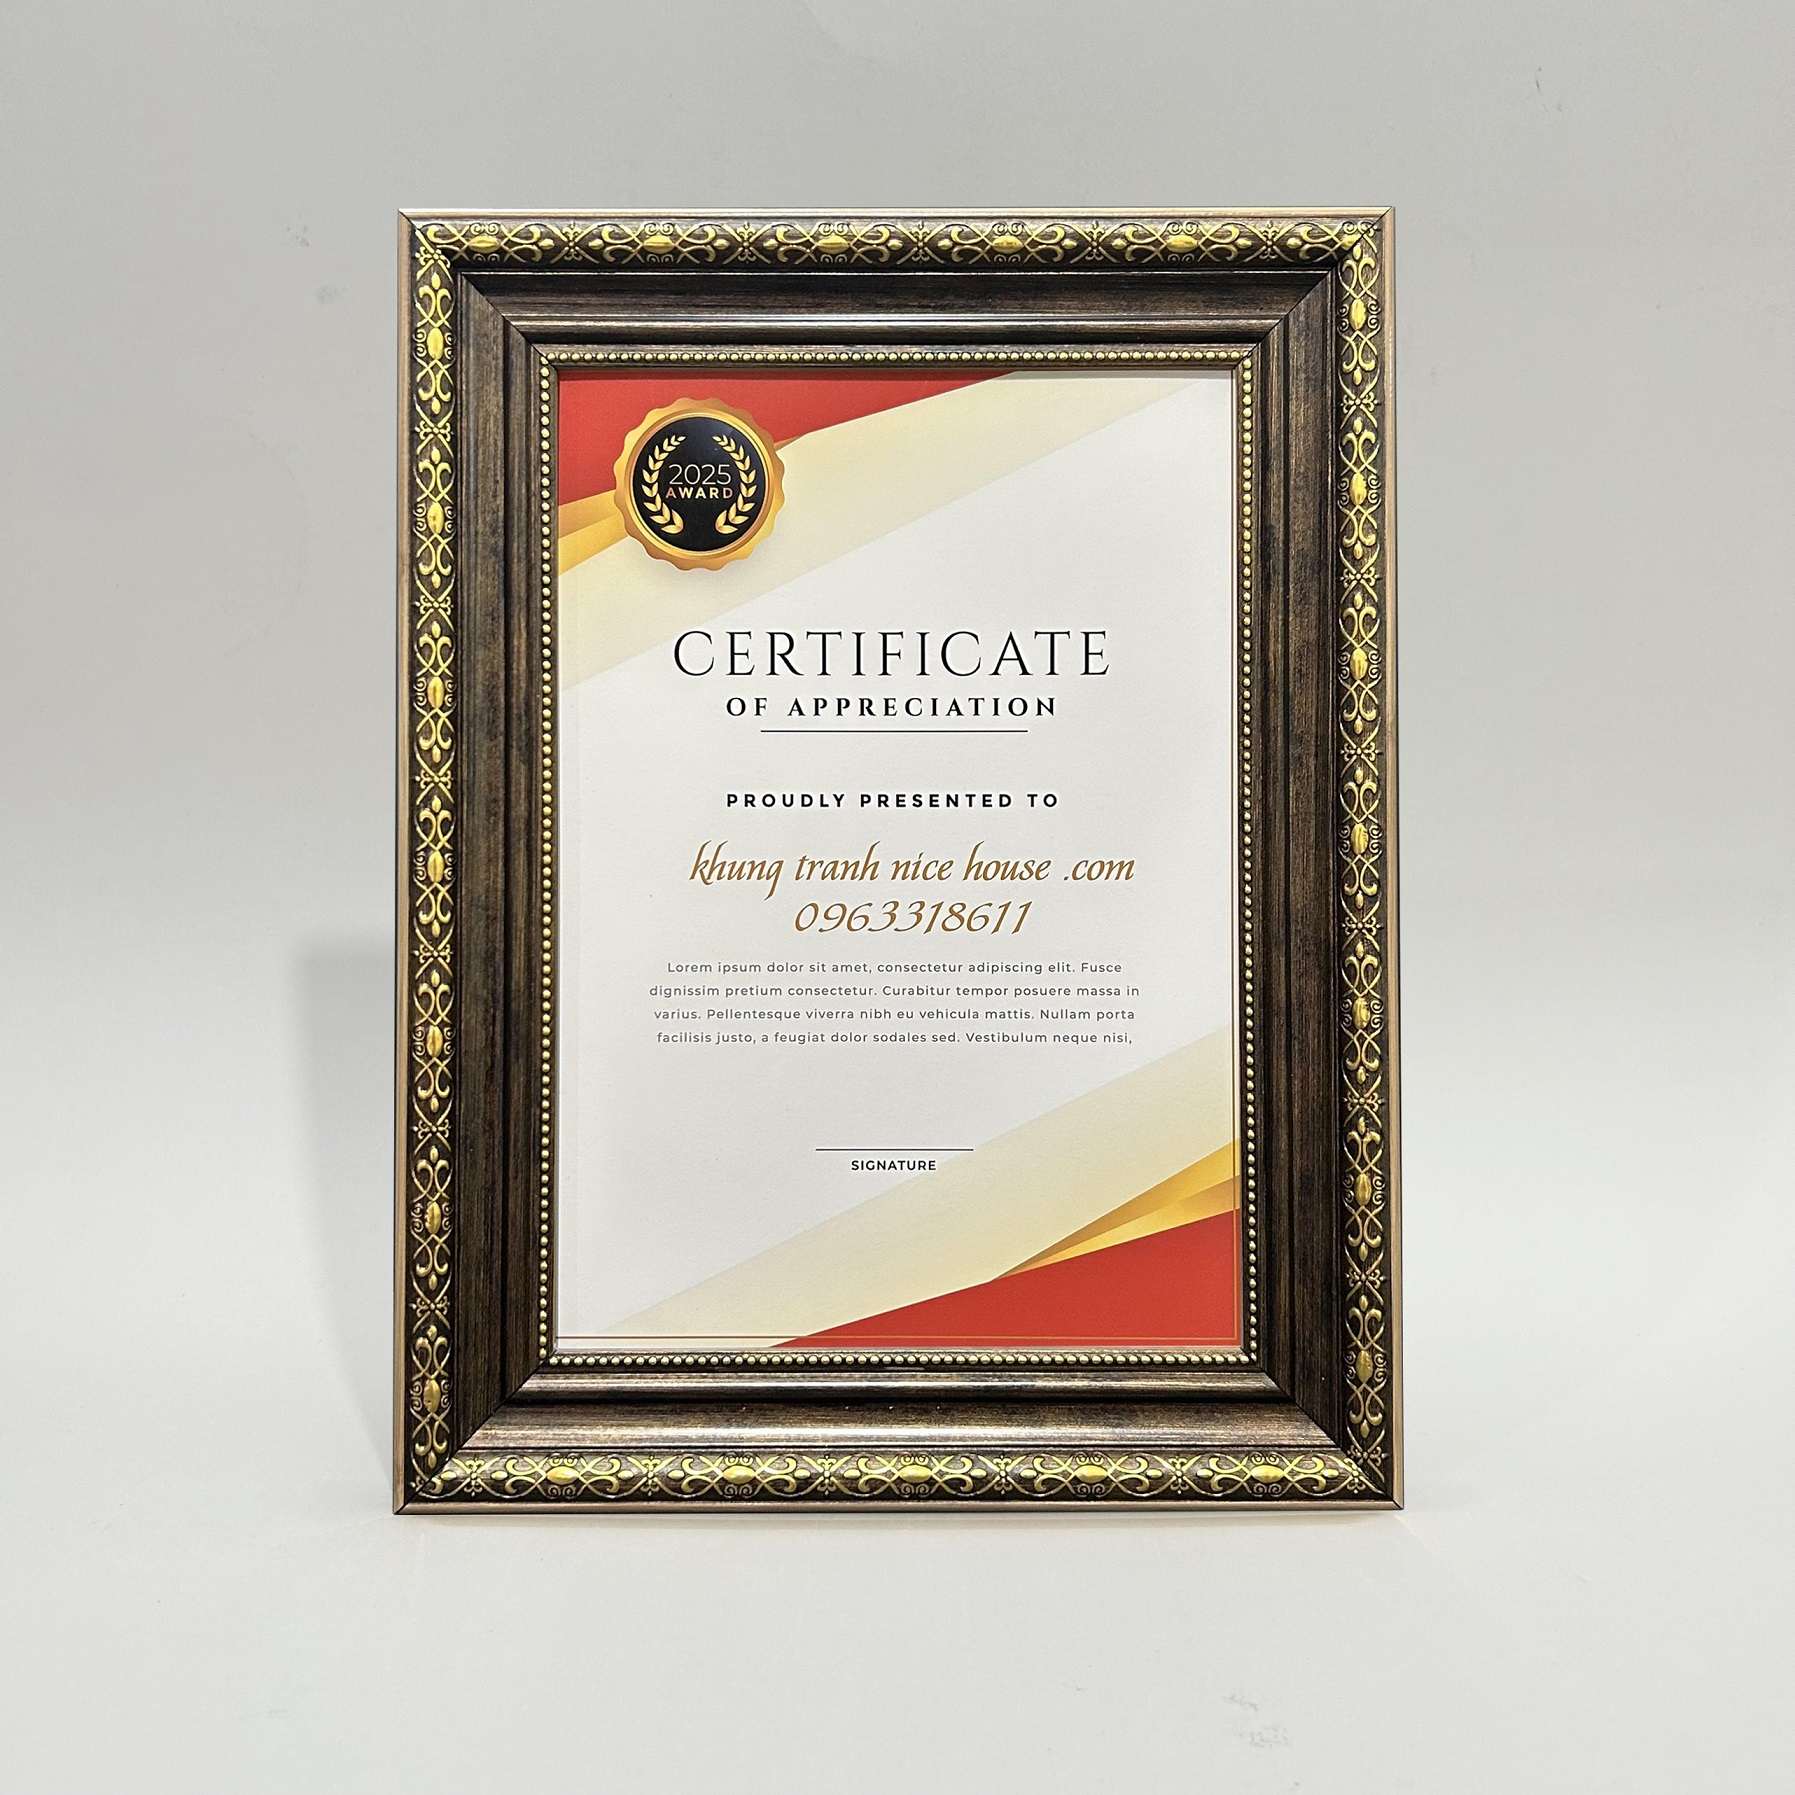 2025
AWARD
CERTIFICATE
OF APPRECIATION
PROUDLY PRESENTED TO
khung tranh nice house .com
0963318611
Lorem ipsum dolor sit amet, consectetur adipiscing elit. Fusce
dignissim pretium consectetur. Curabitur tempor posuere massa in
varius. Pellentesque viverra nibh eu vehicula mattis. Nullam porta
facilisis justo, a feugiat dolor sodales sed. Vestibulum neque nisi,
SIGNATURE